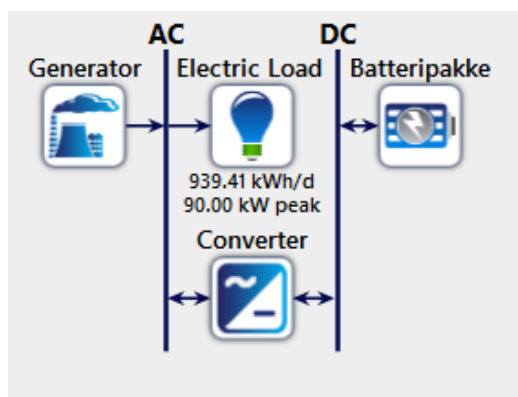 AC DC
Generator Electric Load Batteripakke
939.41 kWh/d
90.00 kW peak
Converter